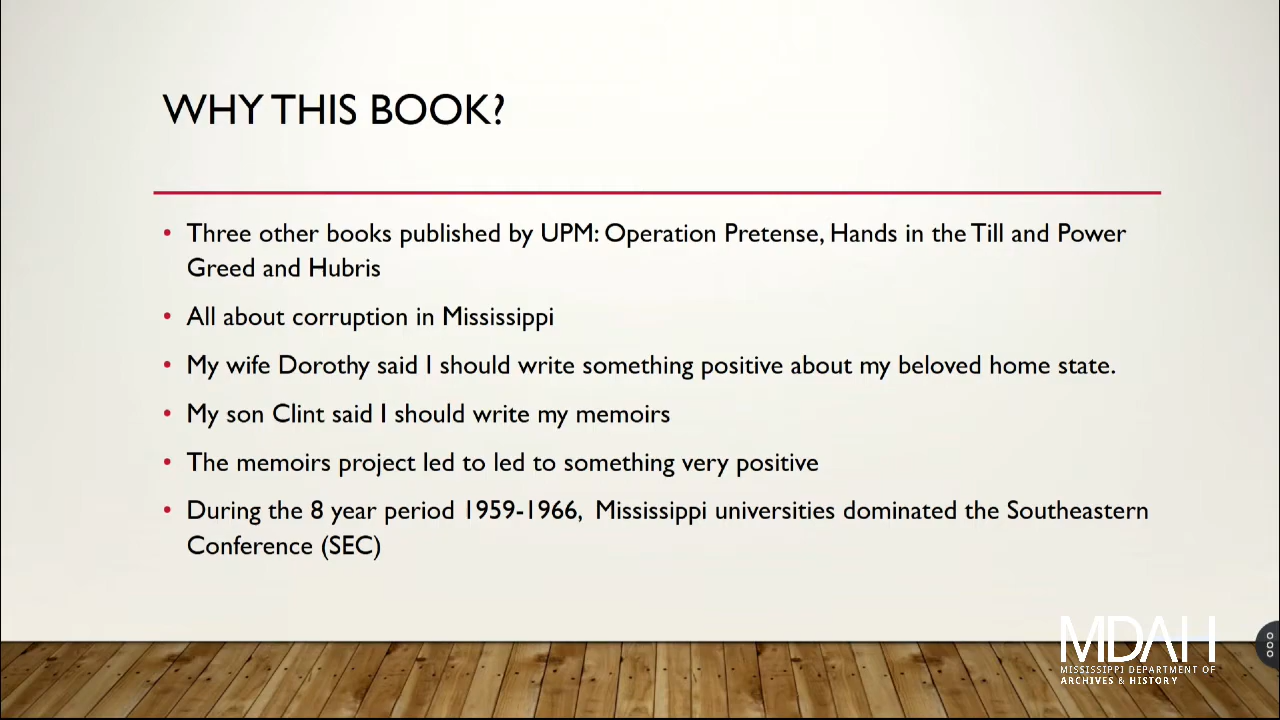 WHY THIS BOOK?
• Three other books published by UPM: Operation Pretense, Hands in the Till and Power
Greed and Hubris
• All about corruption in Mississippi
• My wife Dorothy said I should write something positive about my beloved home state.
• My son Clint said I should write my memoirs
• The memoirs project led to led to something very positive
• During the 8 year period 1959-1966,  Mississippi universities dominated the Southeastern
Conference (SEC)
MDAH
MISSISSIPPI DEPARTMENT OF
ARCHIVES & HISTORY